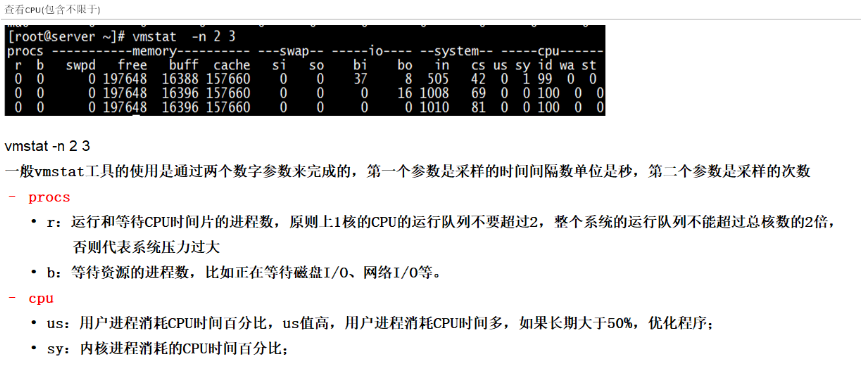 查看CPU(包含不限于)
[root@server ~]# vmstat  -n 2 3
procs -----------memory---------- ---swap-- -----io---- --system-- -----cpu------
 r  b   swpd   free   buff  cache   si   so    bi    bo   in   cs us sy id wa st
 0  0      0 197648  16388 157660    0    0    37     8  505   42  0  1 99  0  0
 0  0      0 197648  16396 157660    0    0     0    16 1008   69  0  0 100  0  0
 0  0      0 197648  16396 157660    0    0     0     0 1010   81  0  0 100  0  0
vmstat -n 2 3
一般vmstat工具的使用是通过两个数字参数来完成的，第一个参数是采样的时间间隔数单位是秒，第二个参数是采样的次数
- procs
• r：运行和等待CPU时间片的进程数，原则上1核的CPU的运行队列不要超过2，整个系统的运行队列不能超过总核数的2倍，
否则代表系统压力过大
• b：等待资源的进程数，比如正在等待磁盘I/O、网络I/O等。
- cpu
• us：用户进程消耗CPU时间百分比，us值高，用户进程消耗CPU时间多，如果长期大于50%，优化程序；
• sy：内核进程消耗的CPU时间百分比；